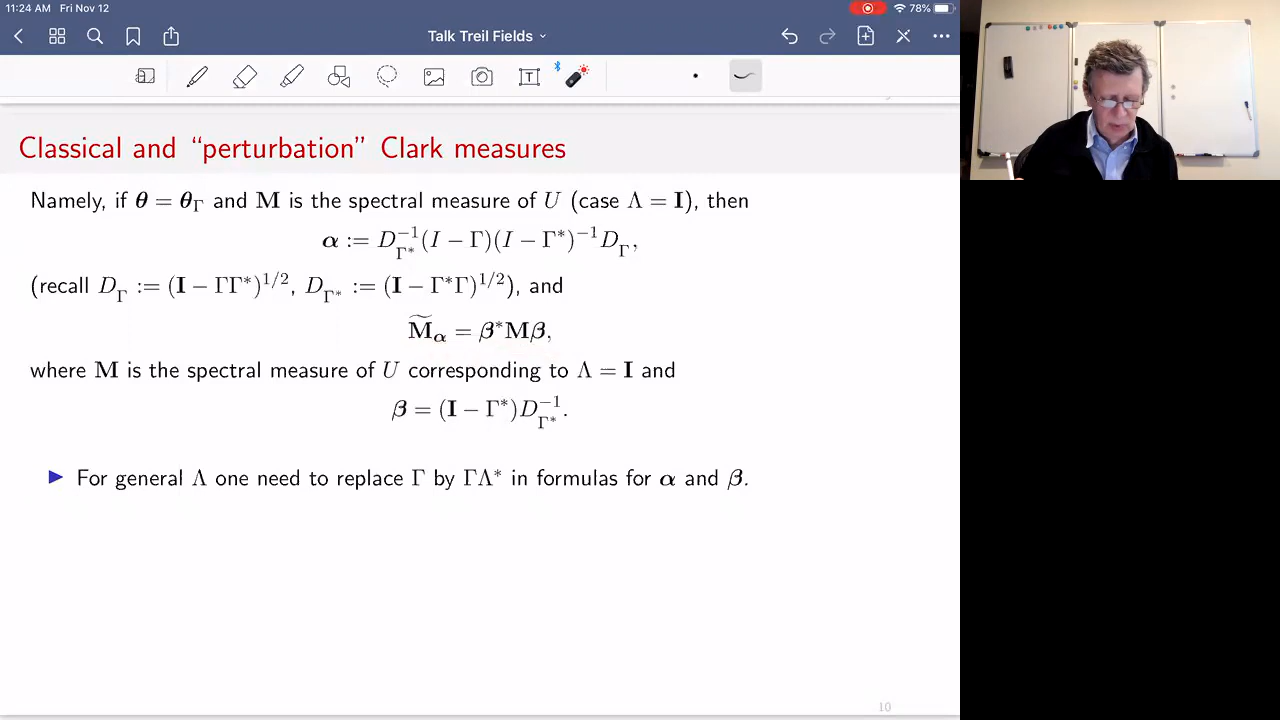 11:24 AM Fri Nov 12
78%
Talk Treil Fields
Classical and “perturbation” Clark measures
Namely, if θ = θ_Γ and M is the spectral measure of U (case Λ = I), then
α := D_{Γ*}^{−1}(I − Γ)(I − Γ*)^{−1}D_Γ,
(recall D_Γ := (I − ΓΓ*)^{1/2}, D_{Γ*} := (I − Γ*Γ)^{1/2}), and
M̃_α = β*Mβ,
where M is the spectral measure of U corresponding to Λ = I and
β = (I − Γ*)D_{Γ*}^{−1}.
▶ For general Λ one need to replace Γ by ΓΛ* in formulas for α and β.
10